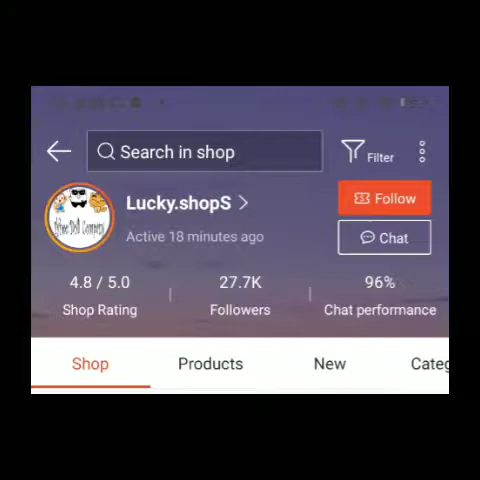 Search in shop
Filter
Lucky.shopS
Follow
Active 18 minutes ago
Chat
4.8 / 5.0
27.7K
96%
Shop Rating
Followers
Chat performance
Shop
Products
New
Categ